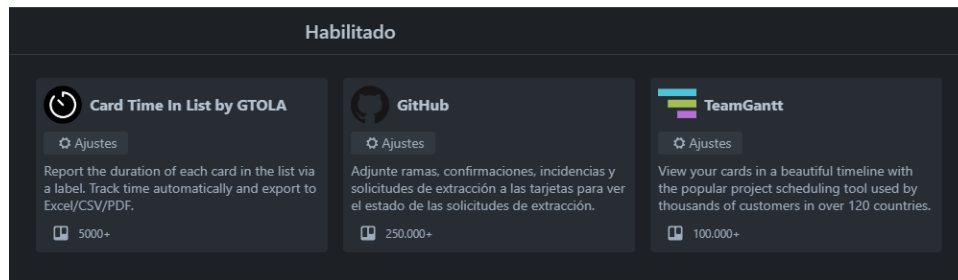 Habilitado
Card Time In List by GTOLA
Ajustes
Report the duration of each card in the list via
a label. Track time automatically and export to
Excel/CSV/PDF.
5000+
GitHub
Ajustes
Adjunte ramas, confirmaciones, incidencias y
solicitudes de extracción a las tarjetas para ver
el estado de las solicitudes de extracción.
250.000+
TeamGantt
Ajustes
View your cards in a beautiful timeline with
the popular project scheduling tool used by
thousands of customers in over 120 countries.
100.000+